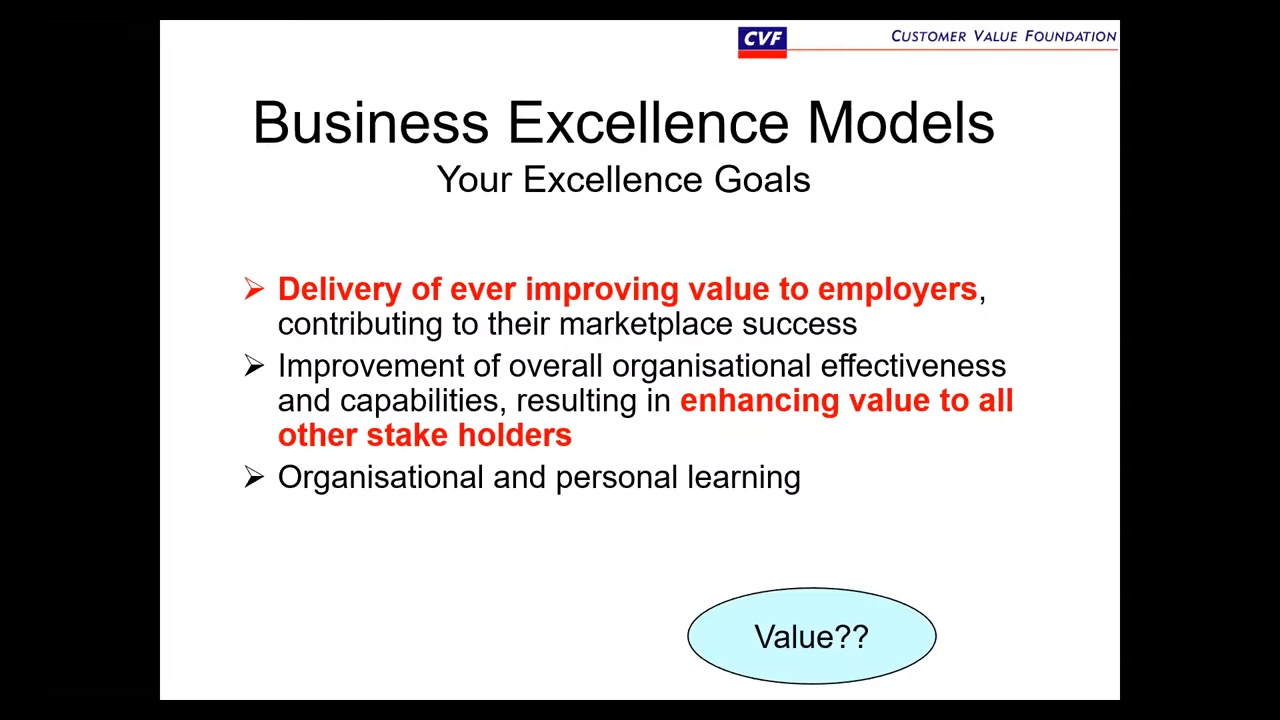 CVF
CUSTOMER VALUE FOUNDATION
Business Excellence Models
Your Excellence Goals
➢ Delivery of ever improving value to employers,
contributing to their marketplace success
➢ Improvement of overall organisational effectiveness
and capabilities, resulting in enhancing value to all
other stake holders
➢ Organisational and personal learning
Value??